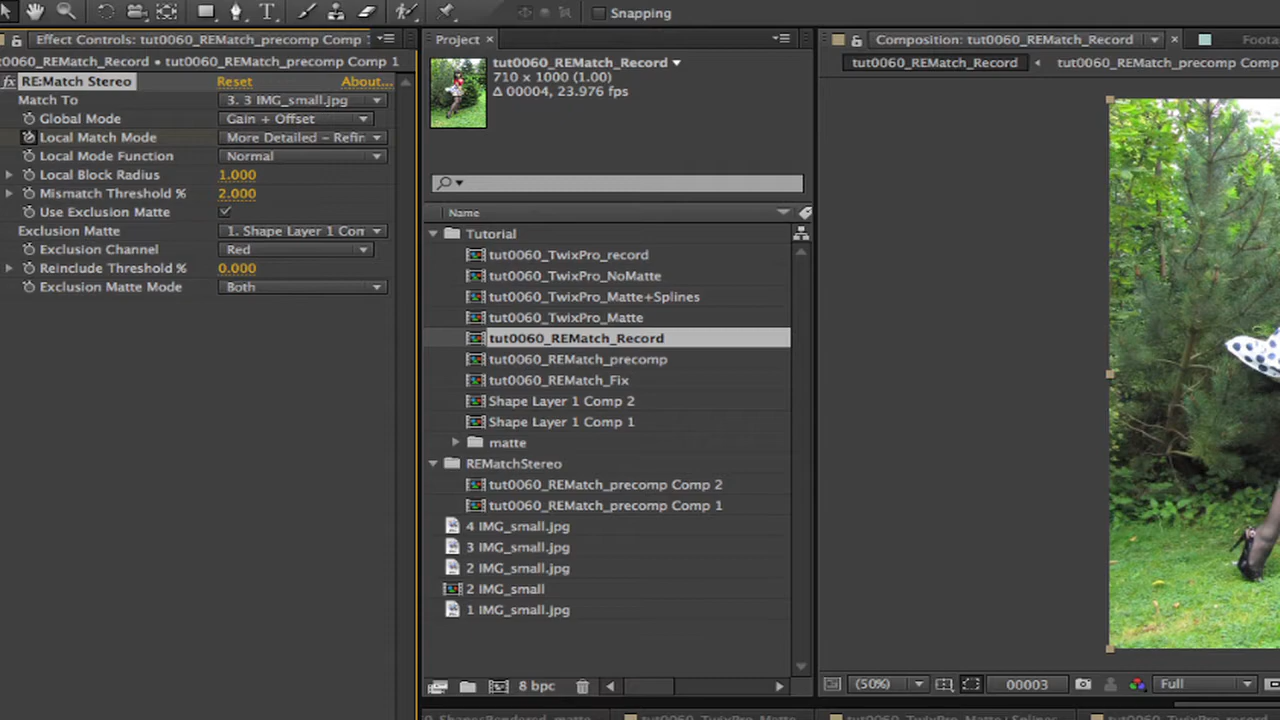 Snapping
Effect Controls: tut0060_REMatch_precomp Comp
tut0060_REMatch_Record • tut0060_REMatch_precomp Comp 1
fx RE:Match Stereo Reset About...
Match To 3. 3 IMG_small.jpg
Global Mode Gain + Offset
Local Match Mode More Detailed – Refin
Local Mode Function Normal
Local Block Radius 1.000
Mismatch Threshold % 2.000
Use Exclusion Matte
Exclusion Matte 1. Shape Layer 1 Con
Exclusion Channel Red
Reinclude Threshold % 0.000
Exclusion Matte Mode Both
Project
tut0060_REMatch_Record
710 x 1000 (1.00)
Δ 00004, 23.976 fps
Name
Tutorial
tut0060_TwixPro_record
tut0060_TwixPro_NoMatte
tut0060_TwixPro_Matte+Splines
tut0060_TwixPro_Matte
tut0060_REMatch_Record
tut0060_REMatch_precomp
tut0060_REMatch_Fix
Shape Layer 1 Comp 2
Shape Layer 1 Comp 1
matte
REMatchStereo
tut0060_REMatch_precomp Comp 2
tut0060_REMatch_precomp Comp 1
4 IMG_small.jpg
3 IMG_small.jpg
2 IMG_small.jpg
2 IMG_small
1 IMG_small.jpg
8 bpc
Composition: tut0060_REMatch_Record Foota
tut0060_REMatch_Record tut0060_REMatch_precomp Comp
(50%) 00003 Full